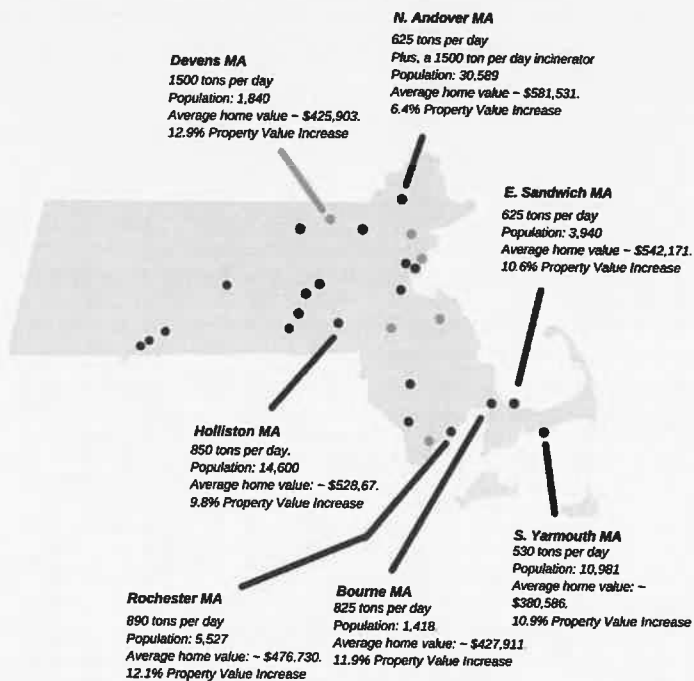 N. Andover MA
625 tons per day
Plus, a 1500 ton per day incinerator
Population: 30,589
Average home value ~ $581,531.
6.4% Property Value Increase
Devens MA
1500 tons per day
Population: 1,840
Average home value ~ $425,903.
12.9% Property Value Increase
E. Sandwich MA
625 tons per day
Population: 3,940
Average home value ~ $542,171.
10.6% Property Value Increase
Holliston MA
850 tons per day.
Population: 14,600
Average home value: ~ $528,67.
9.8% Property Value Increase
S. Yarmouth MA
530 tons per day
Population: 10,981
Average home value: ~
$380,586.
10.9% Property Value Increase
Rochester MA
890 tons per day
Population: 5,527
Average home value: ~ $476,730.
12.1% Property Value Increase
Bourne MA
825 tons per day
Population: 1,418
Average home value: ~ $427,911
11.9% Property Value Increase